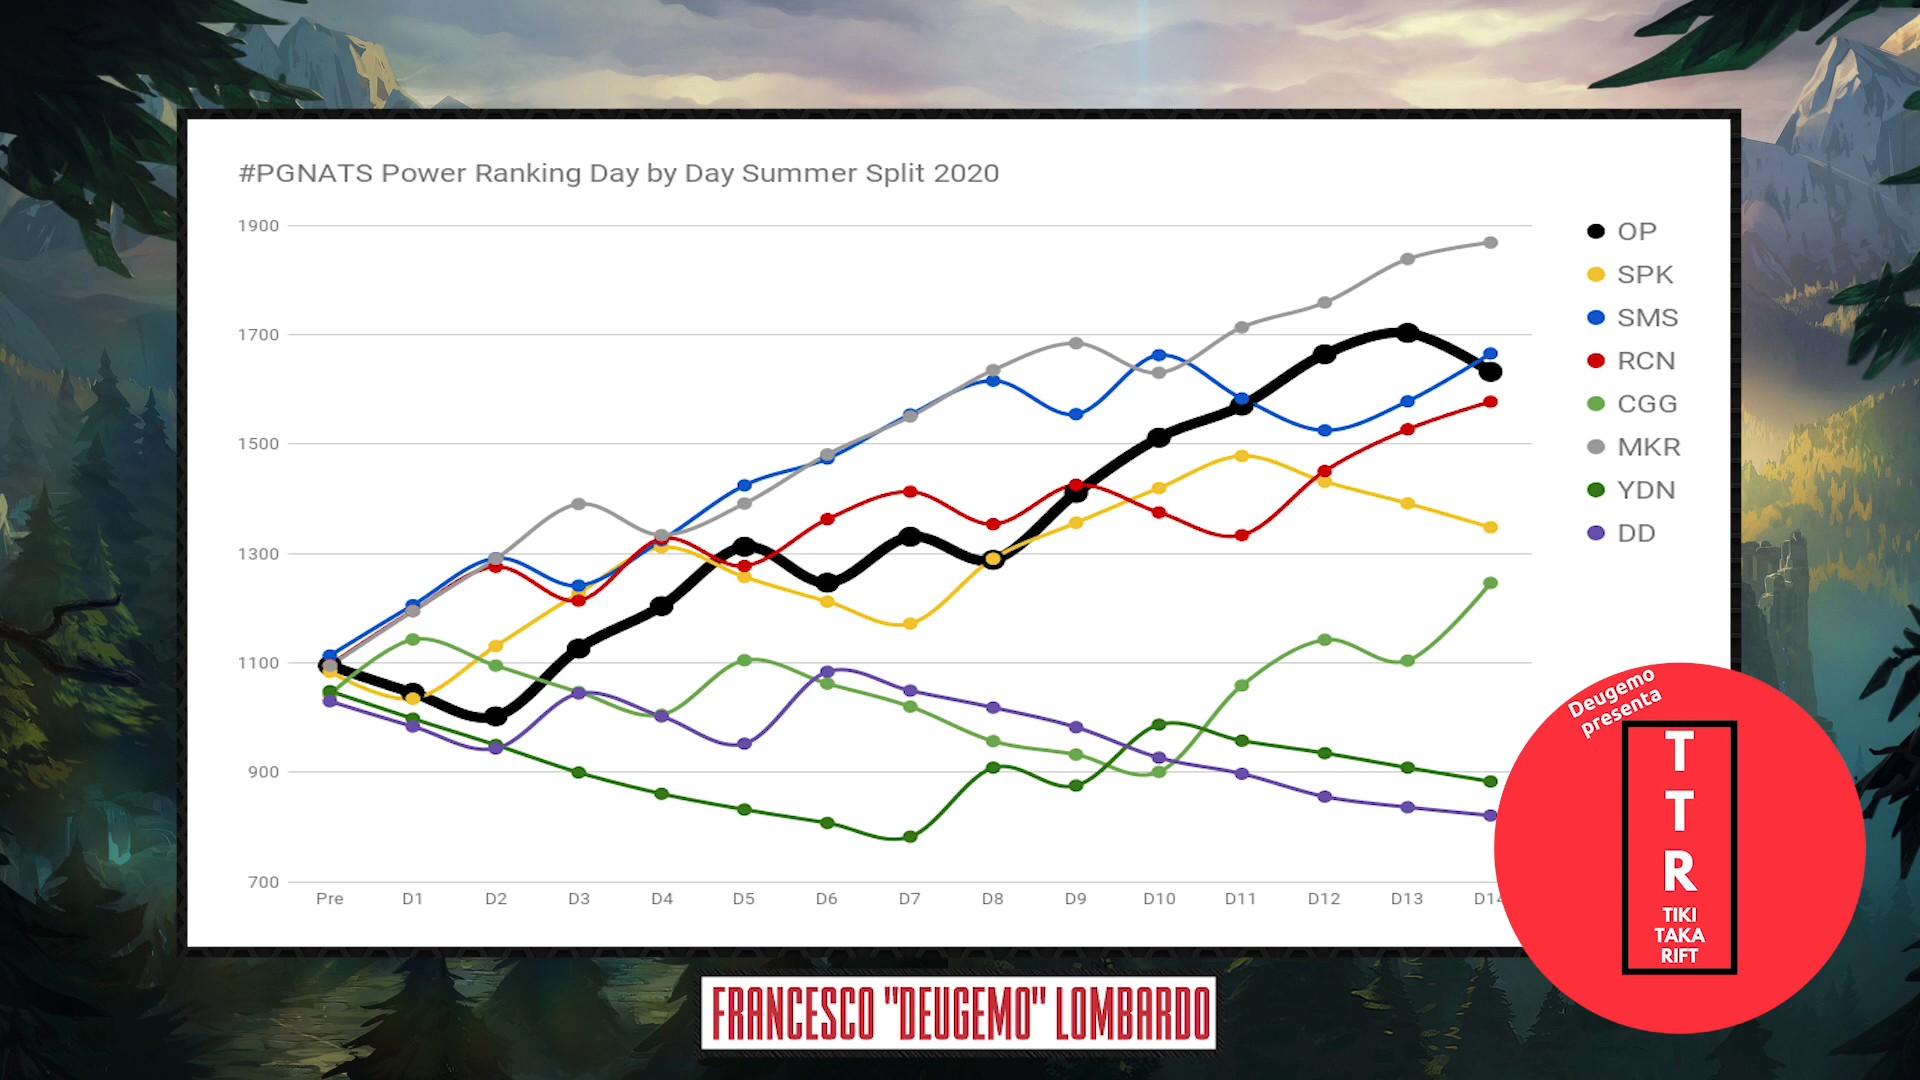 #PGNATS Power Ranking Day by Day Summer Split 2020
1900
1700
1500
1300
1100
900
700
Pre D1 D2 D3 D4 D5 D6 D7 D8 D9 D10 D11 D12 D13 D14
OP
SPK
SMS
RCN
CGG
MKR
YDN
DD
Deugemo
presenta
T
T
R
TIKI
TAKA
RIFT
FRANCESCO "DEUGEMO" LOMBARDO